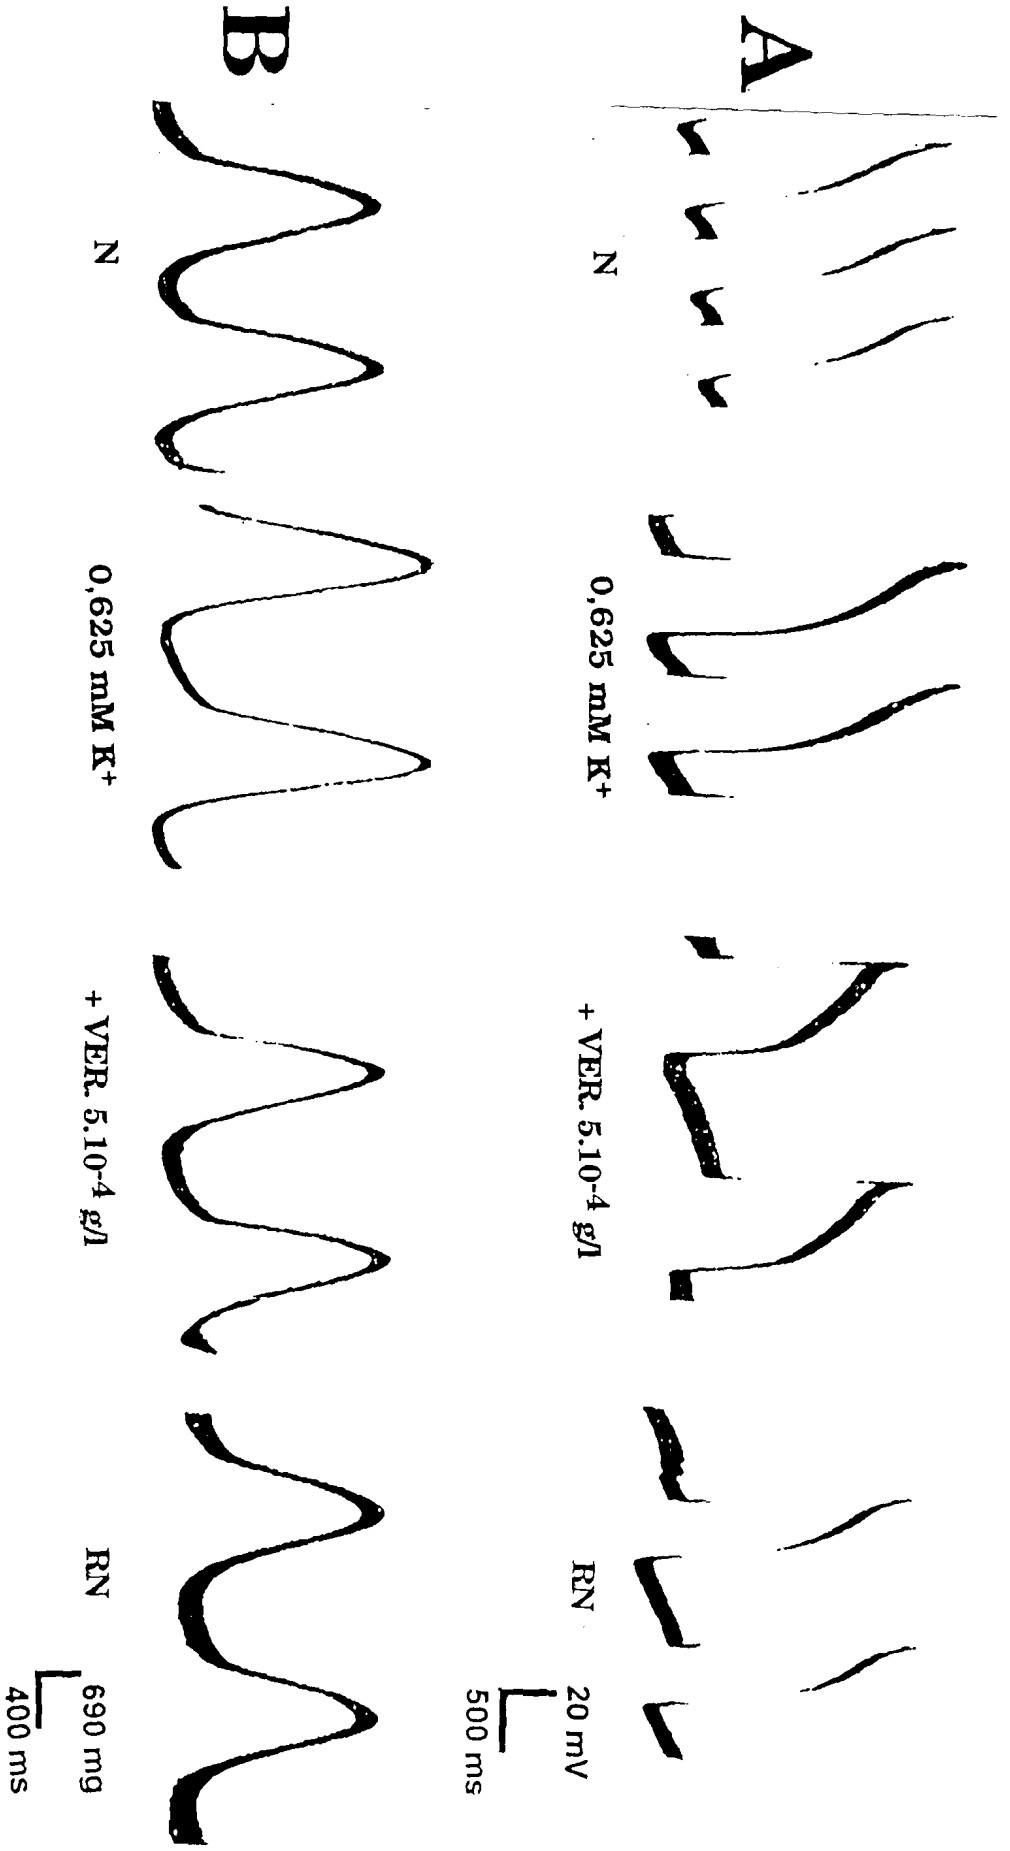 A
N
0,625 mM K⁺
+ VER. 5.10⁻⁴ g/l
RN
20 mV
500 ms
B
N
0,625 mM K⁺
+ VER. 5.10⁻⁴ g/l
RN
690 mg
400 ms